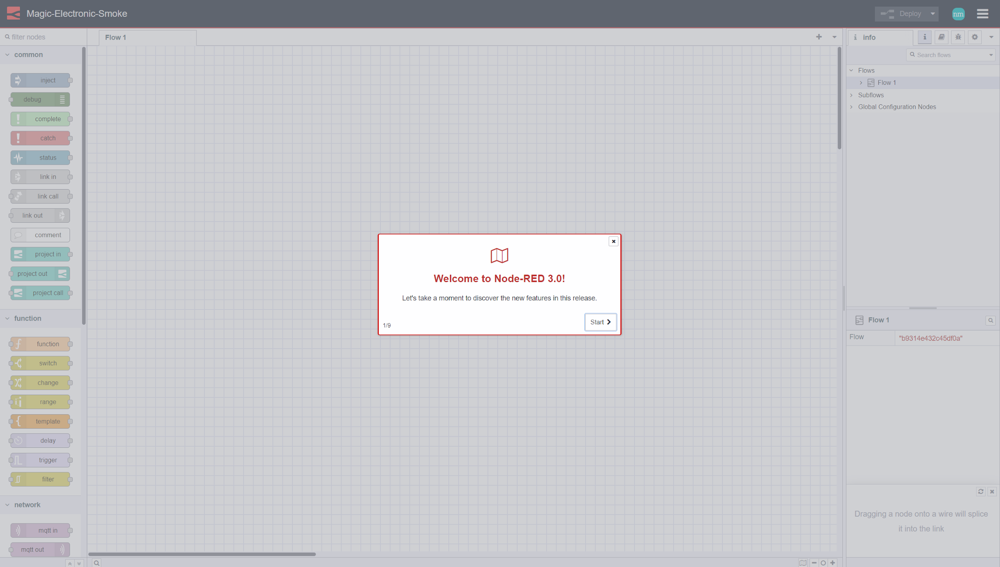 Magic-Electronic-Smoke
Deploy
nm
filter nodes
Flow 1
info
Search flows
common
inject
debug
complete
catch
status
link in
link call
link out
comment
project in
project out
project call
function
function
switch
change
range
template
delay
trigger
filter
network
mqtt in
mqtt out
Welcome to Node-RED 3.0!
Let's take a moment to discover the new features in this release.
1/9
Start
Flows
Flow 1
Subflows
Global Configuration Nodes
Flow 1
Flow "b9314e432c45df0a"
Dragging a node onto a wire will splice
it into the link